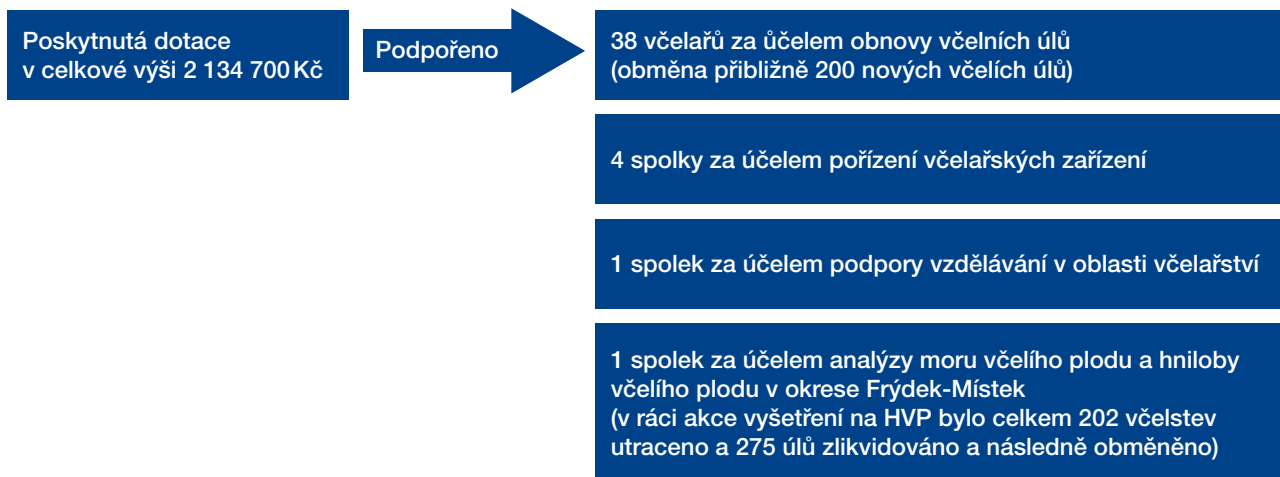 Poskytnutá dotace
v celkové výši 2 134 700 Kč
Podpořeno
38 včelařů za ůčelem obnovy včelních úlů
(obměna přibližně 200 nových včelích úlů)
4 spolky za účelem pořízení včelařských zařízení
1 spolek za účelem podpory vzdělávání v oblasti včelařství
1 spolek za účelem analýzy moru včelího plodu a hniloby
včelího plodu v okrese Frýdek-Místek
(v ráci akce vyšetření na HVP bylo celkem 202 včelstev
utraceno a 275 úlů zlikvidováno a následně obměněno)